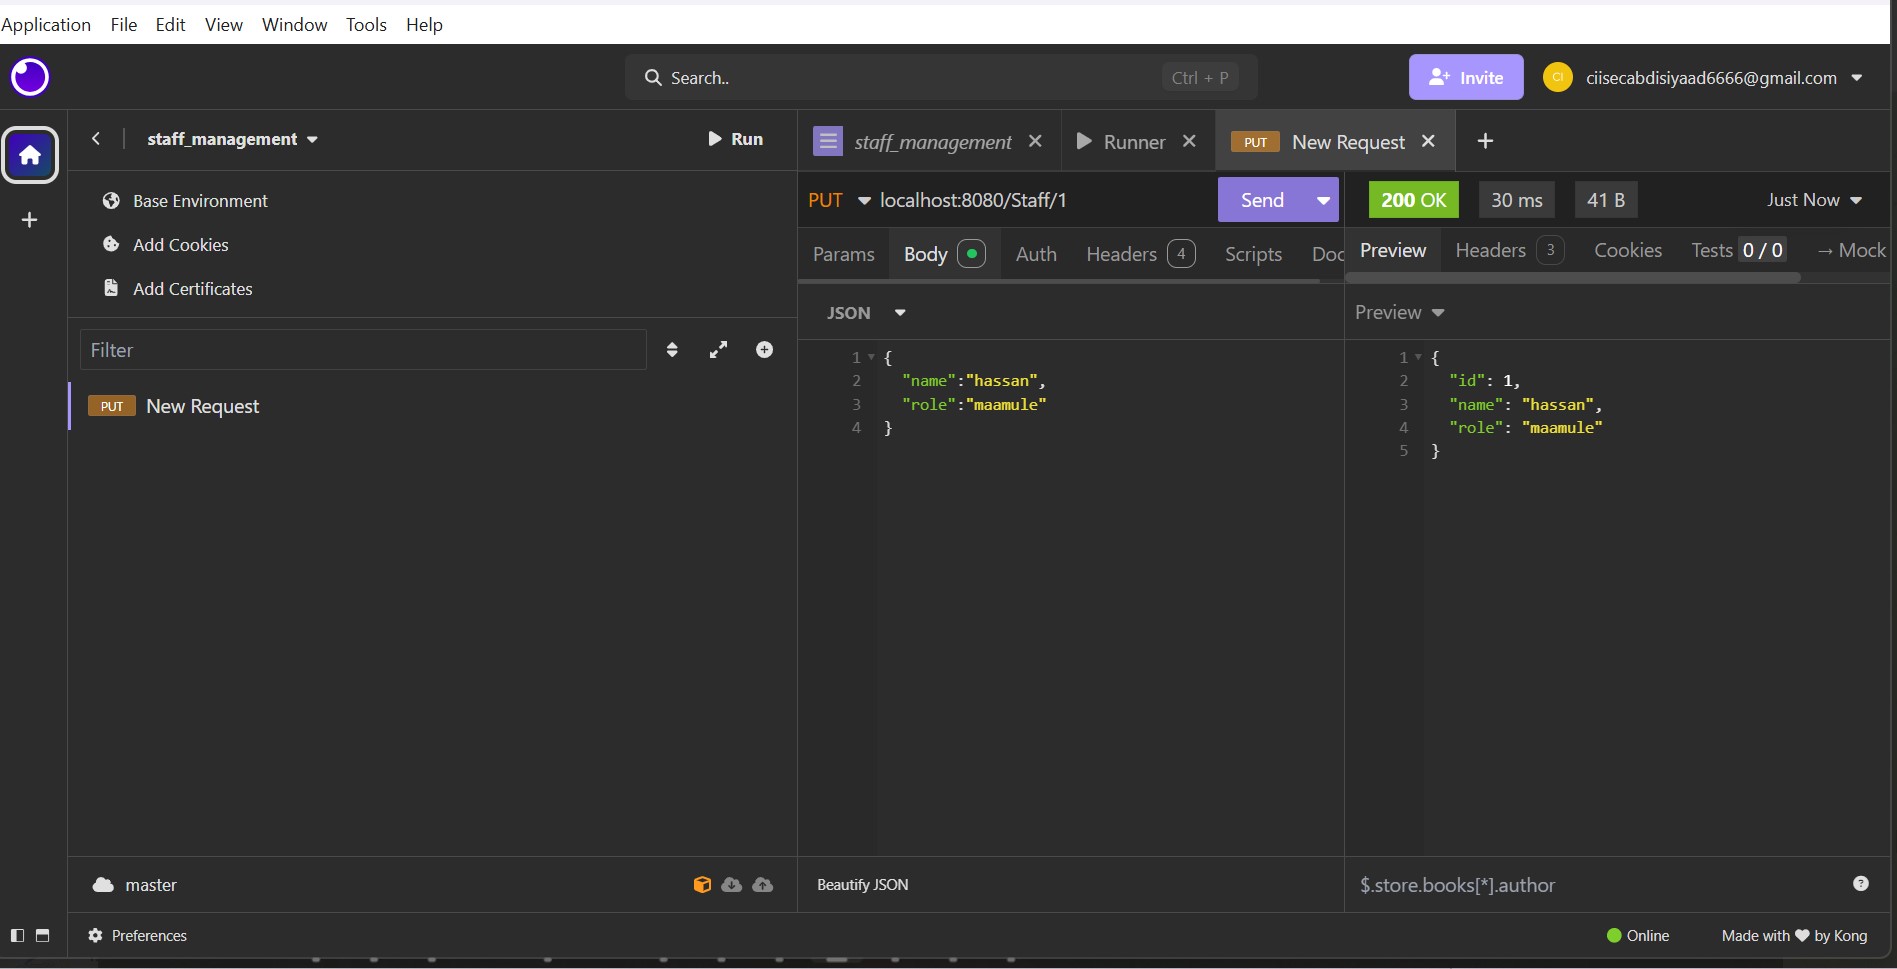 Application File Edit View Window Help Tools Help
Search.. Ctrl + P Invite CI ciisecabdisiyaad6666@gmail.com
staff_management Run
staff_management Runner PUT New Request
Base Environment
Add Cookies
Add Certificates
Filter
PUT New Request
PUT localhost:8080/Staff/1 Send
200 OK 30 ms 41 B Just Now
Params Body Auth Headers 4 Scripts Doc
Preview Headers 3 Cookies Tests 0 / 0 → Mock
JSON
1 {
2 "name":"hassan",
3 "role":"maamule"
4 }
Preview
1 {
2 "id": 1,
3 "name": "hassan",
4 "role": "maamule"
5 }
master
Beautify JSON
$.store.books[*].author
Preferences
Online Made with ❤ by Kong